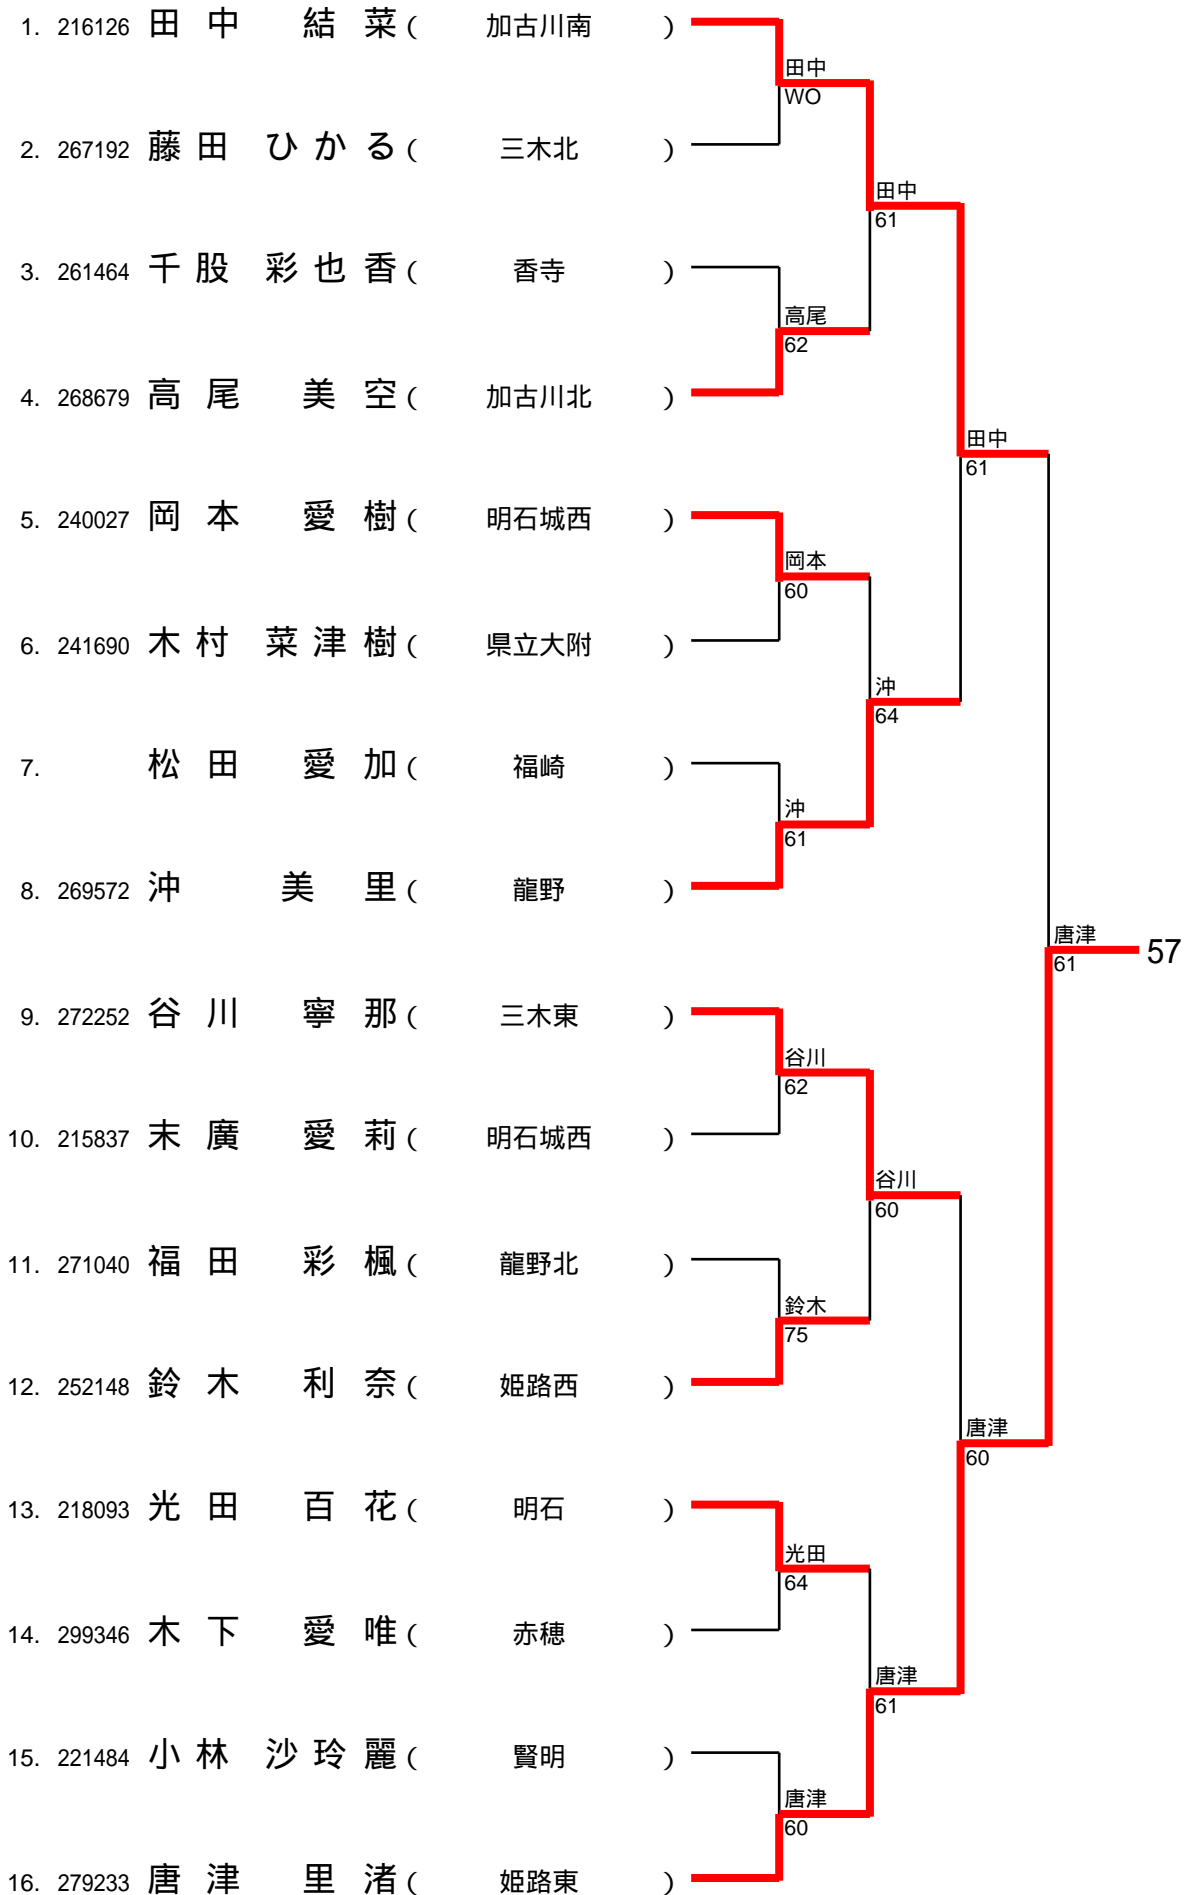 1. 216126 田中 結菜 ( 加古川南 )
田中
WO
2. 267192 藤田 ひかる ( 三木北 )
田中
61
3. 261464 千股 彩也香 ( 香寺 )
高尾
62
4. 268679 高尾 美空 ( 加古川北 )
田中
61
5. 240027 岡本 愛樹 ( 明石城西 )
岡本
60
6. 241690 木村 菜津樹 ( 県立大附 )
沖
64
7. 松田 愛加 ( 福崎 )
沖
61
8. 269572 沖 美里 ( 龍野 )
唐津
61
57
9. 272252 谷川 寧那 ( 三木東 )
谷川
62
10. 215837 末廣 愛莉 ( 明石城西 )
谷川
60
11. 271040 福田 彩楓 ( 龍野北 )
鈴木
75
12. 252148 鈴木 利奈 ( 姫路西 )
唐津
60
13. 218093 光田 百花 ( 明石 )
光田
64
14. 299346 木下 愛唯 ( 赤穂 )
唐津
61
15. 221484 小林 沙玲麗 ( 賢明 )
唐津
60
16. 279233 唐津 里渚 ( 姫路東 )